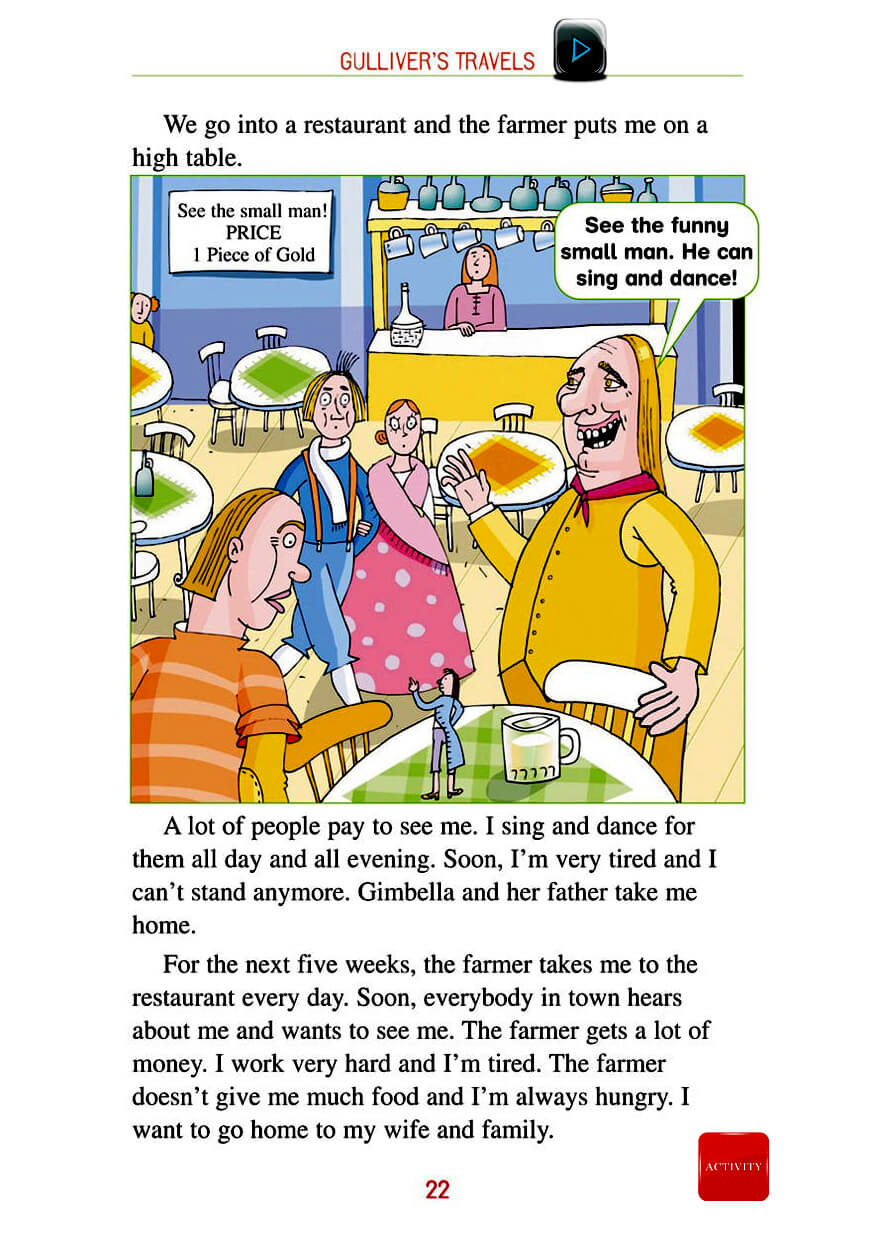 GULLIVER'S TRAVELS
We go into a restaurant and the farmer puts me on a
high table.
See the small man!
PRICE
1 Piece of Gold
See the funny
small man. He can
sing and dance!
A lot of people pay to see me. I sing and dance for
them all day and all evening. Soon, I'm very tired and I
can't stand anymore. Gimbella and her father take me
home.
For the next five weeks, the farmer takes me to the
restaurant every day. Soon, everybody in town hears
about me and wants to see me. The farmer gets a lot of
money. I work very hard and I'm tired. The farmer
doesn't give me much food and I'm always hungry. I
want to go home to my wife and family.
ACTIVITY
22